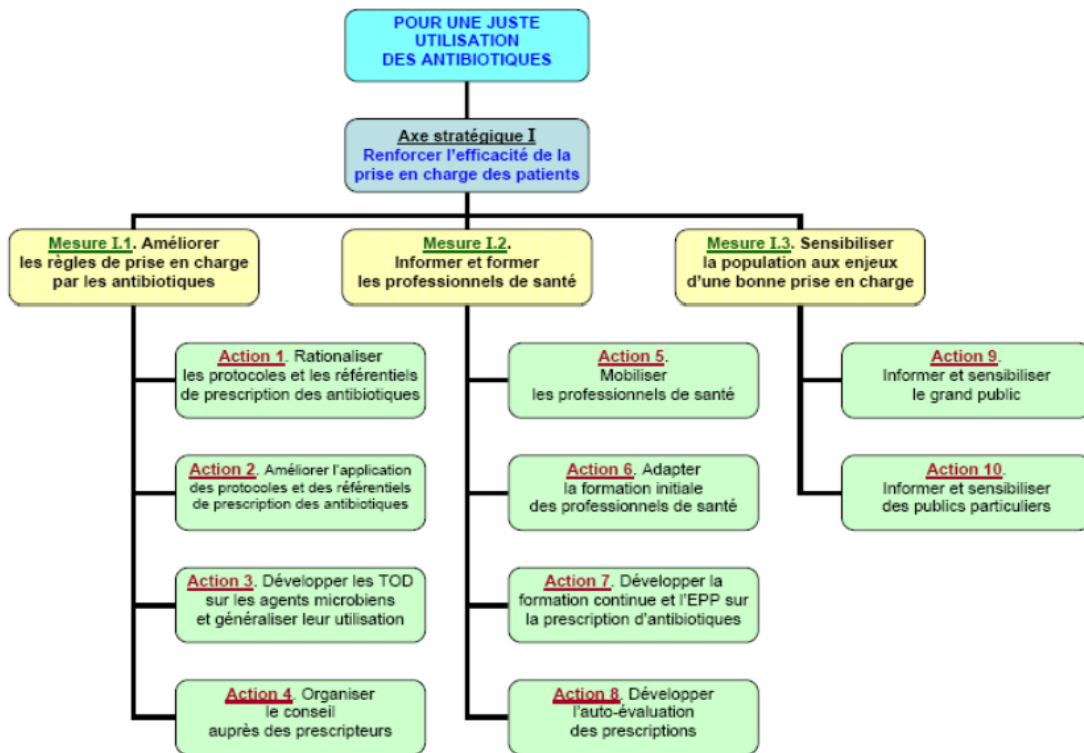 POUR UNE JUSTE
UTILISATION
DES ANTIBIOTIQUES
Axe stratégique I
Renforcer l'efficacité de la
prise en charge des patients
Mesure I.1. Améliorer
les règles de prise en charge
par les antibiotiques
Mesure I.2.
Informer et former
les professionnels de santé
Mesure I.3. Sensibiliser
la population aux enjeux
d'une bonne prise en charge
Action 1. Rationaliser
les protocoles et les référentiels
de prescription des antibiotiques
Action 2. Améliorer l'application
des protocoles et des référentiels
de prescription des antibiotiques
Action 3. Développer les TOD
sur les agents microbiens
et généraliser leur utilisation
Action 4. Organiser
le conseil
auprès des prescripteurs
Action 5.
Mobiliser
les professionnels de santé
Action 6. Adapter
la formation initiale
des professionnels de santé
Action 7. Développer la
formation continue et l'EPP sur
la prescription d'antibiotiques
Action 8. Développer
l'auto-évaluation
des prescriptions
Action 9.
Informer et sensibiliser
le grand public
Action 10.
Informer et sensibiliser
des publics particuliers